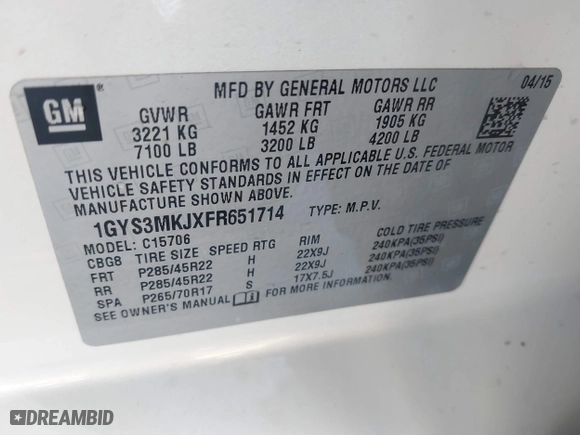 GM
MFD BY GENERAL MOTORS LLC
04/15
GVWR GAWR FRT GAWR RR
3221 KG 1452 KG 1905 KG
7100 LB 3200 LB 4200 LB
THIS VEHICLE CONFORMS TO ALL APPLICABLE U.S. FEDERAL MOTOR
VEHICLE SAFETY STANDARDS IN EFFECT ON THE DATE OF
MANUFACTURE SHOWN ABOVE.
1GYS3MKJXFR651714 TYPE: M.P.V.
MODEL: C15706
CBGB TIRE SIZE SPEED RTG RIM COLD TIRE PRESSURE
FRT P285/45R22 H 22X9J 240KPA(35PSI)
RR P285/45R22 H 22X9J 240KPA(35PSI)
SPA P265/70R17 S 17X7.5J 240KPA(35PSI)
SEE OWNER'S MANUAL FOR MORE INFORMATION.
DREAMBID